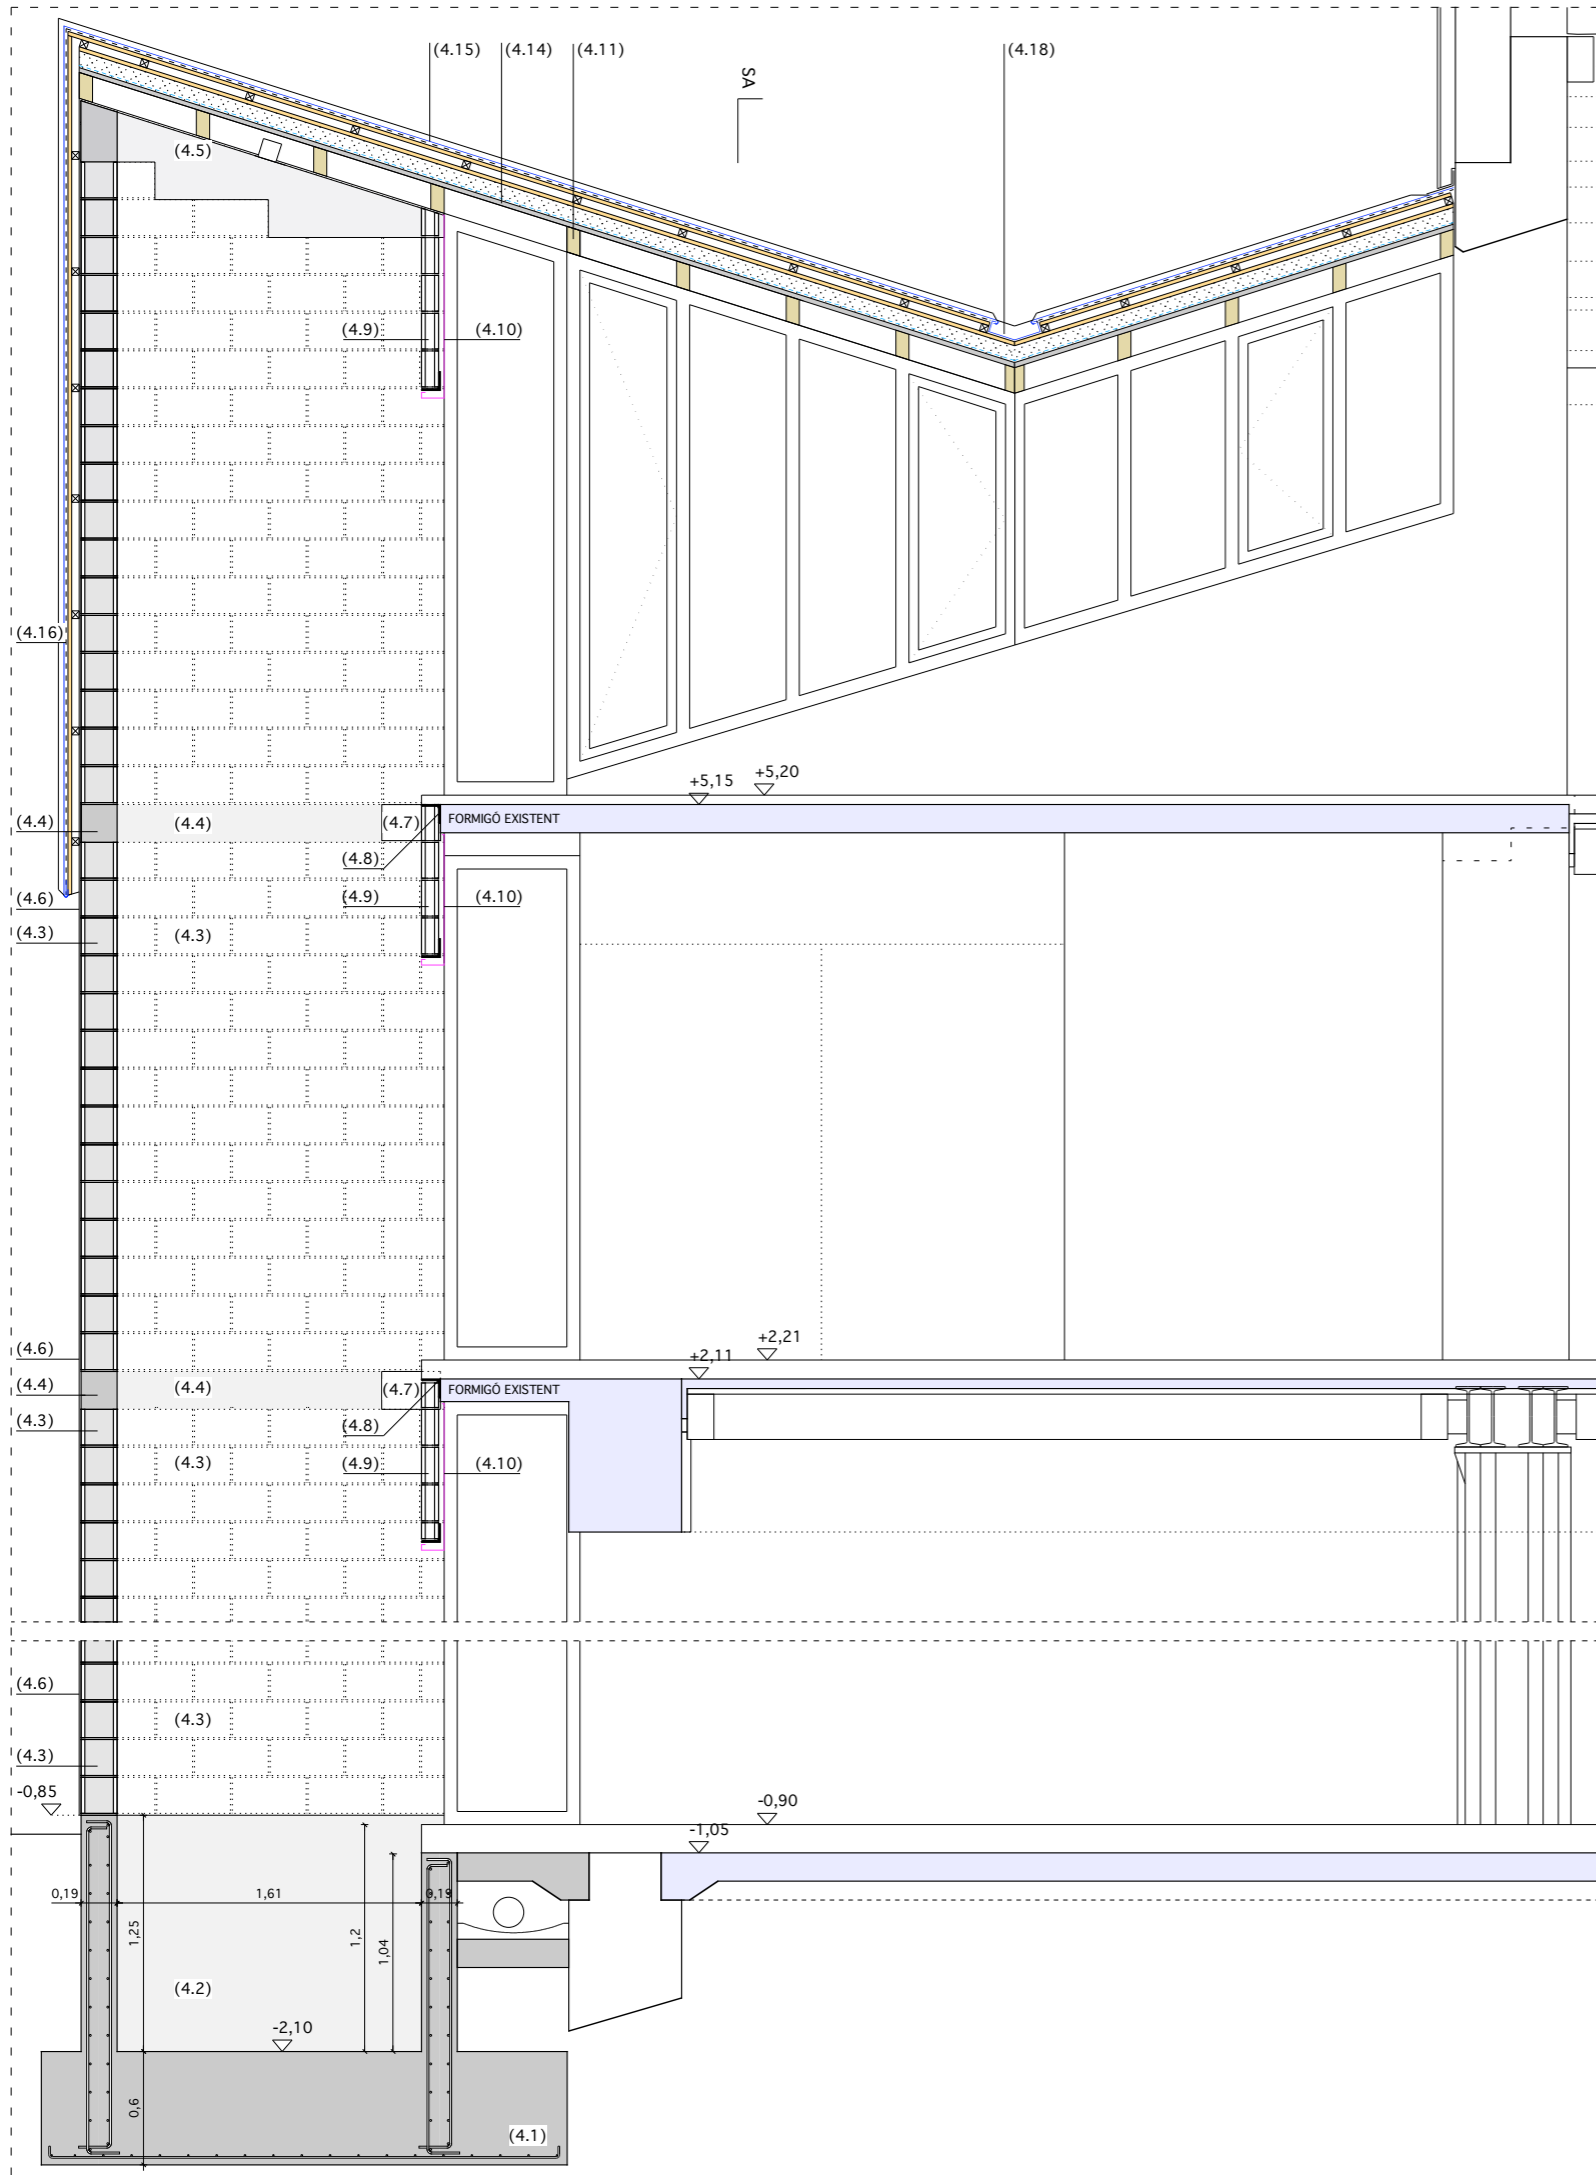 (4.15) (4.14) (4.11) SA (4.18)
(4.5)
(4.9) (4.10)
(4.16)
+5,15 +5,20
(4.4) (4.4) (4.7) FORMIGÓ EXISTENT
(4.8)
(4.6) (4.9) (4.10)
(4.3) (4.3)
+2,21
(4.6) +2,11
(4.4) (4.4) (4.7) FORMIGÓ EXISTENT
(4.3) (4.8)
(4.3) (4.9) (4.10)
(4.6)
(4.3)
(4.3)
-0,85 -0,90
-1,05
0,19 1,61 0,19
1,25 1,2 1,04
(4.2)
-2,10
0,6
(4.1)